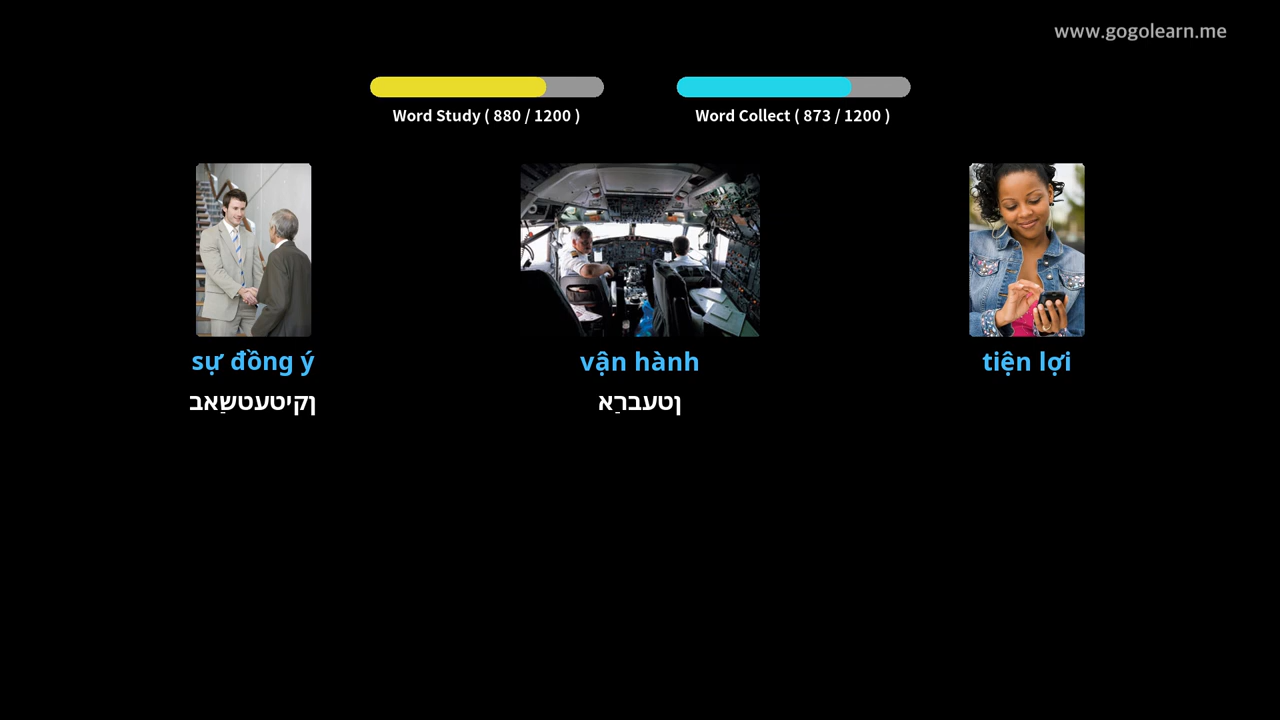 www.gogolearn.me
Word Study ( 880 / 1200 )
Word Collect ( 873 / 1200 )
sự đồng ý
vận hành
tiện lợi
ןקיטעטשַאב
ןטעברַא